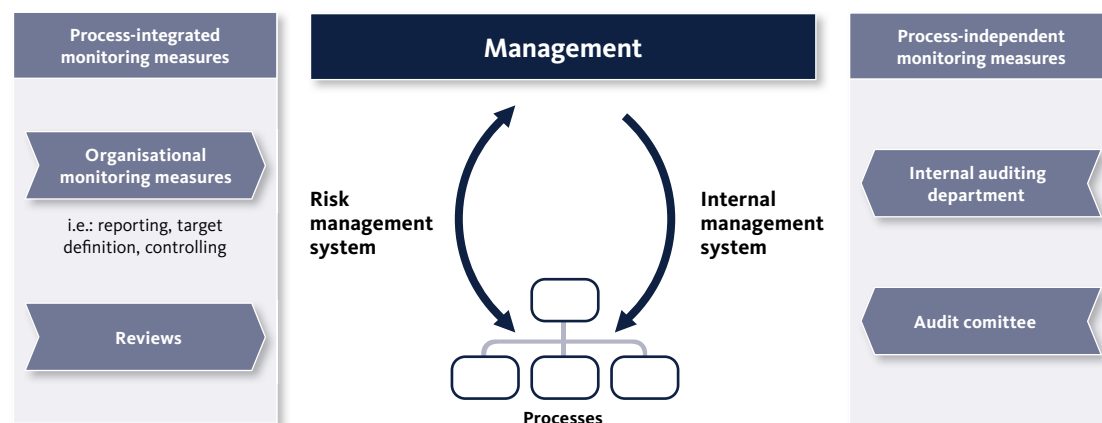 Process-integrated
monitoring measures
Organisational
monitoring measures
i.e.: reporting, target
definition, controlling
Reviews
Management
Risk
management
system
Internal
management
system
Processes
Process-independent
monitoring measures
Internal auditing
department
Audit comittee